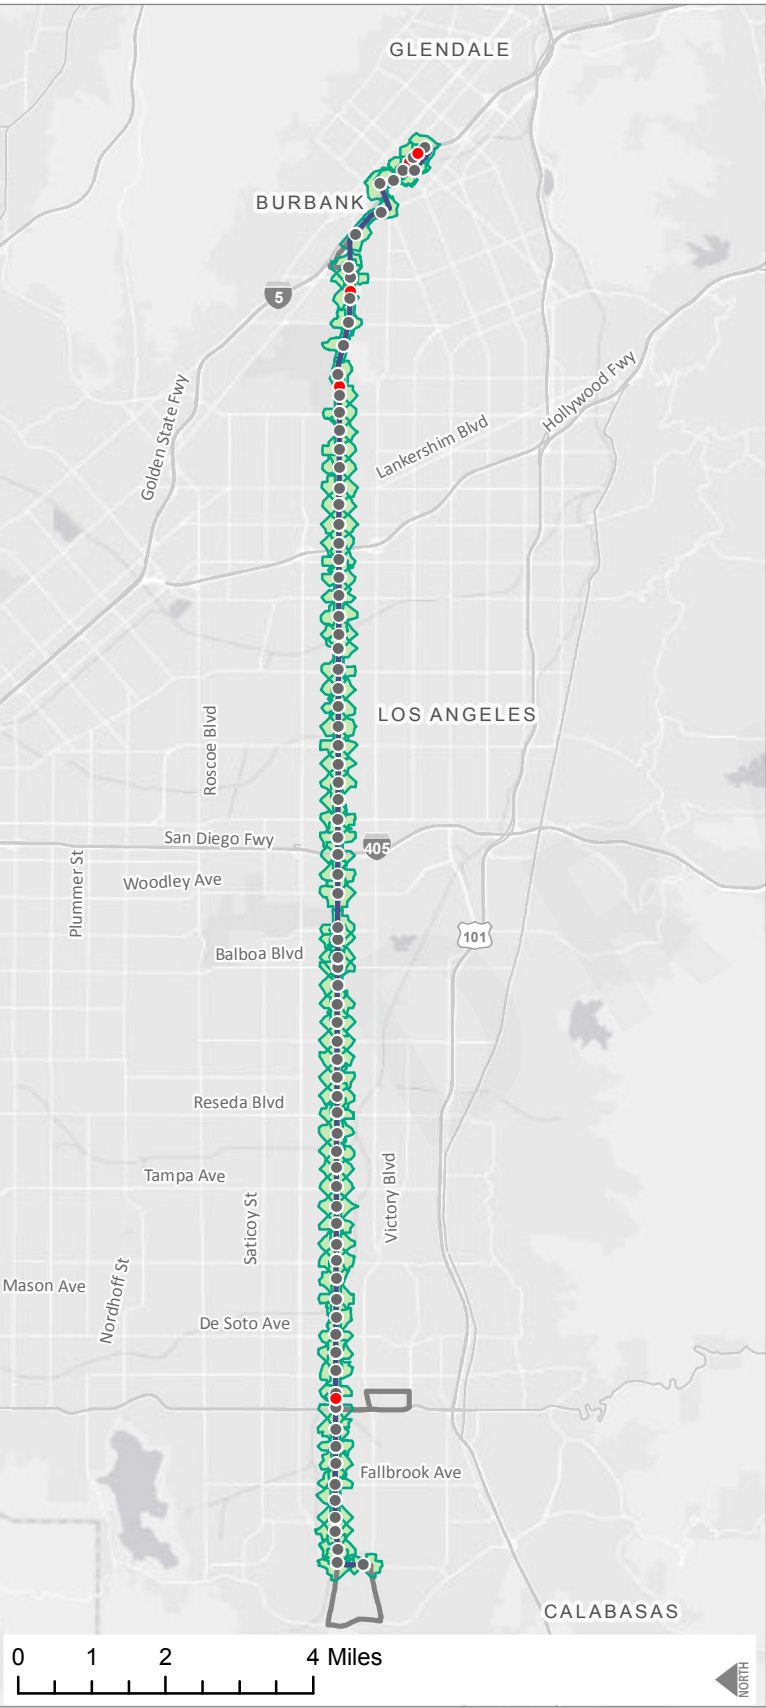 GLENDALE
BURBANK
5
Golden State Fwy
Hollywood Fwy
Lankershim Blvd
LOS ANGELES
Roscoe Blvd
San Diego Fwy
405
Plummer St
Woodley Ave
101
Balboa Blvd
Reseda Blvd
Tampa Ave
Victory Blvd
Saticoy St
Mason Ave
Nordhoff St
De Soto Ave
Fallbrook Ave
CALABASAS
0 1 2 4 Miles
NORTH